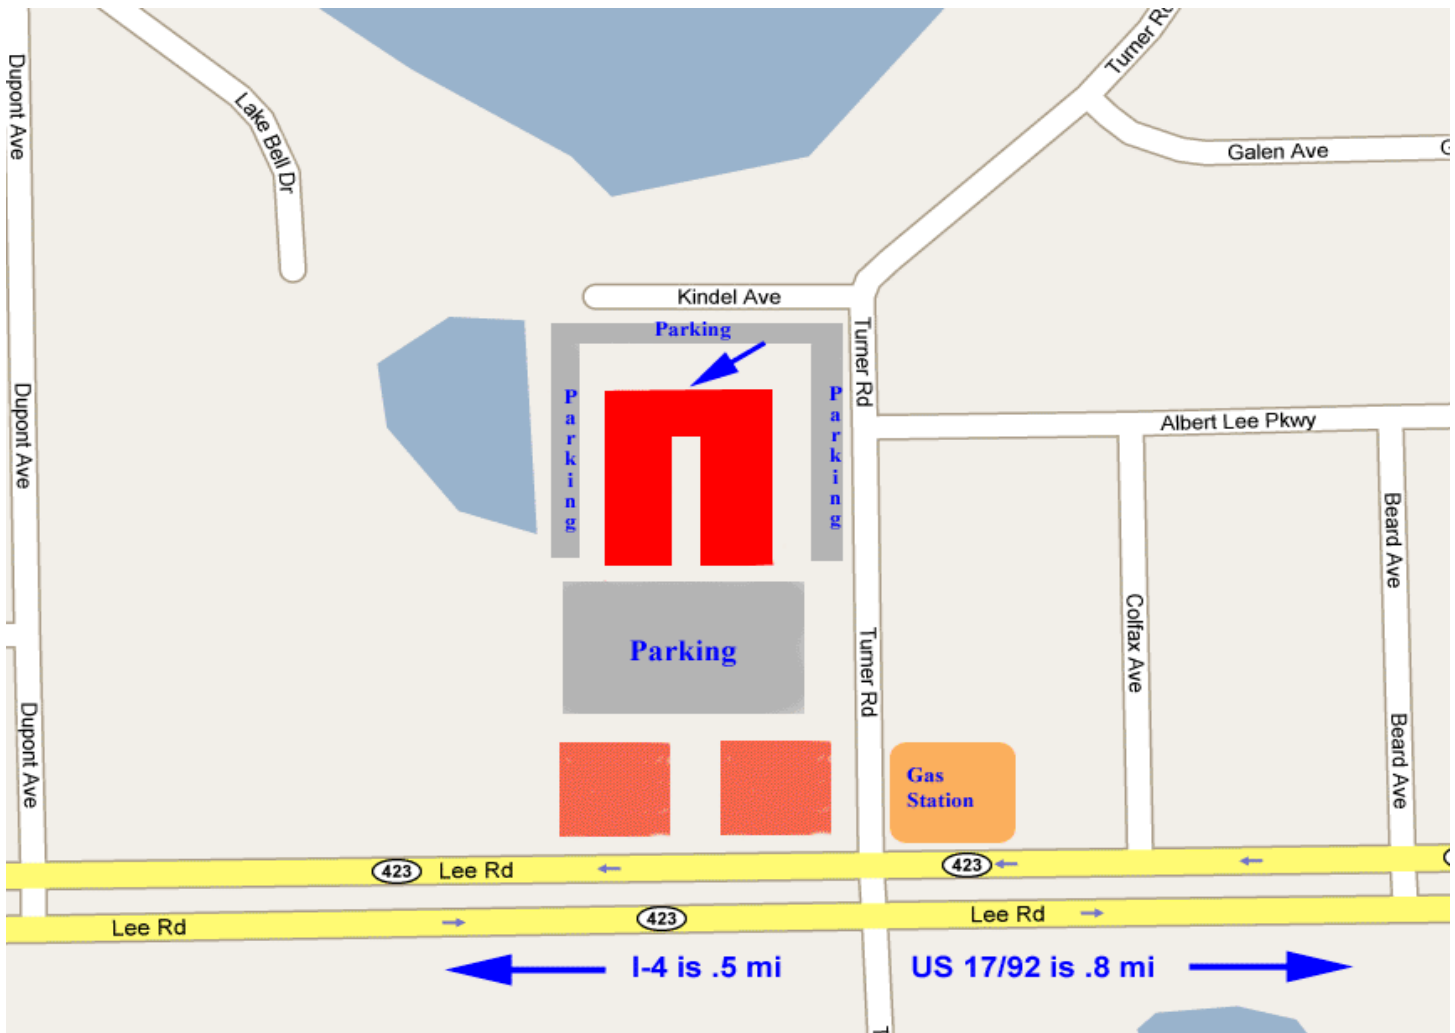 Turner Rd
Dupont Ave
Lake Bell Dr
Galen Ave
G
Kindel Ave
Parking
Turner Rd
Parking
Parking
Dupont Ave
Albert Lee Pkwy
Beard Ave
Colfax Ave
Turner Rd
Parking
Dupont Ave
Beard Ave
Gas
Station
423
Lee Rd
423
Lee Rd
423
Lee Rd
I-4 is .5 mi
US 17/92 is .8 mi
T